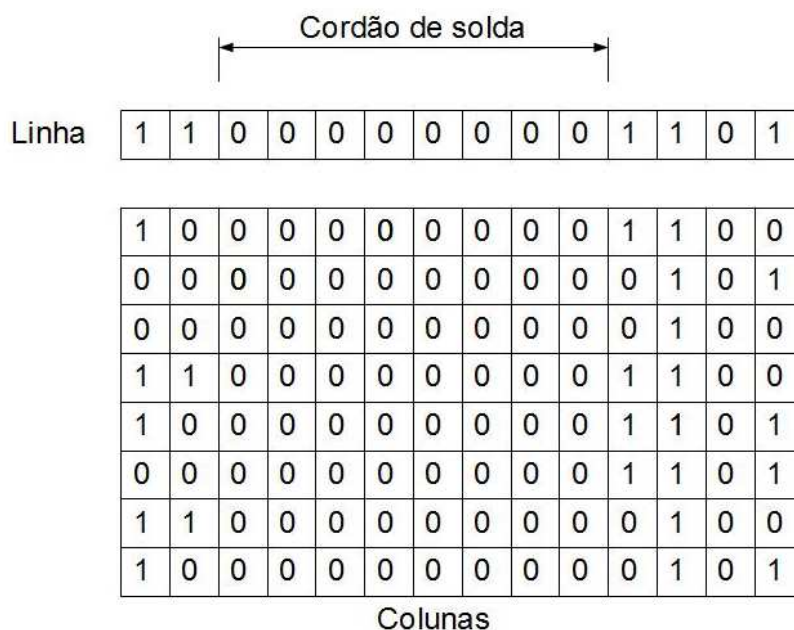 Cordão de solda
Linha 1 1 0 0 0 0 0 0 0 0 1 1 0 1
1 0 0 0 0 0 0 0 0 0 1 1 0 0
0 0 0 0 0 0 0 0 0 0 0 1 0 1
0 0 0 0 0 0 0 0 0 0 0 1 0 0
1 1 0 0 0 0 0 0 0 0 1 1 0 0
1 0 0 0 0 0 0 0 0 0 1 1 0 1
0 0 0 0 0 0 0 0 0 0 1 1 0 1
1 1 0 0 0 0 0 0 0 0 0 1 0 0
1 0 0 0 0 0 0 0 0 0 0 1 0 1
Colunas